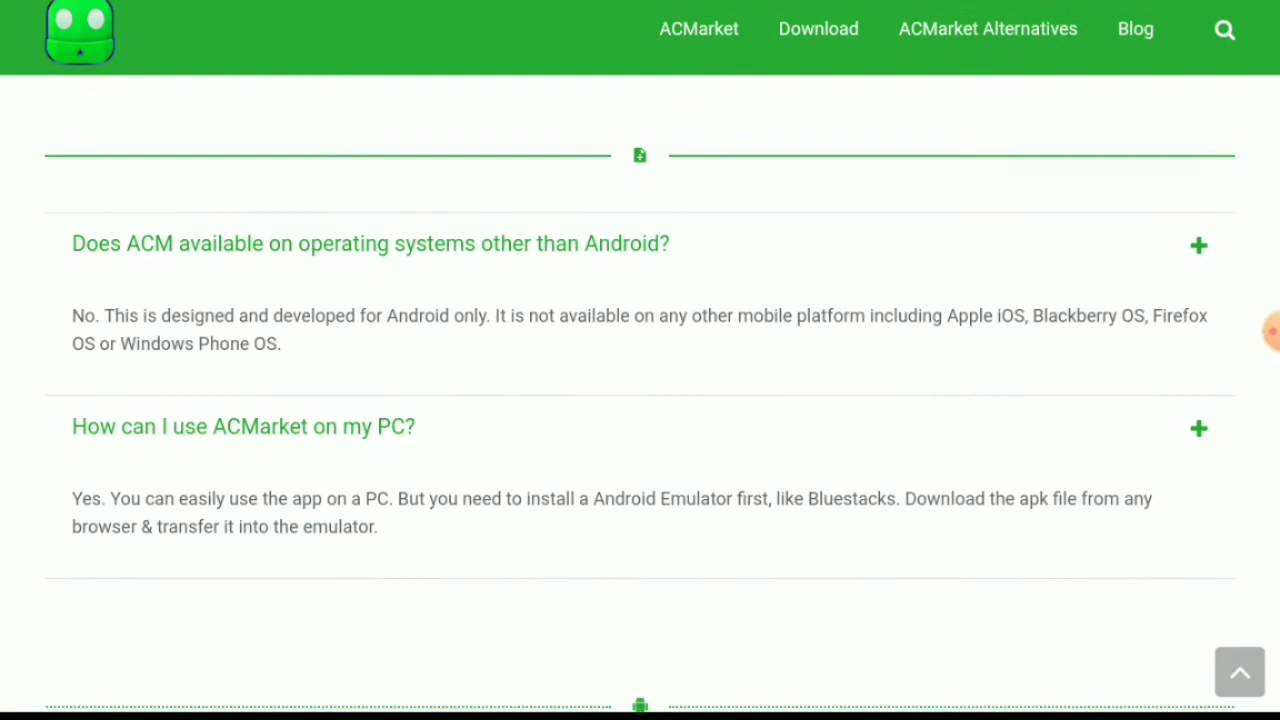 ACMarket Download ACMarket Alternatives Blog
Does ACM available on operating systems other than Android?
No. This is designed and developed for Android only. It is not available on any other mobile platform including Apple iOS, Blackberry OS, Firefox
OS or Windows Phone OS.
How can I use ACMarket on my PC?
Yes. You can easily use the app on a PC. But you need to install a Android Emulator first, like Bluestacks. Download the apk file from any
browser & transfer it into the emulator.